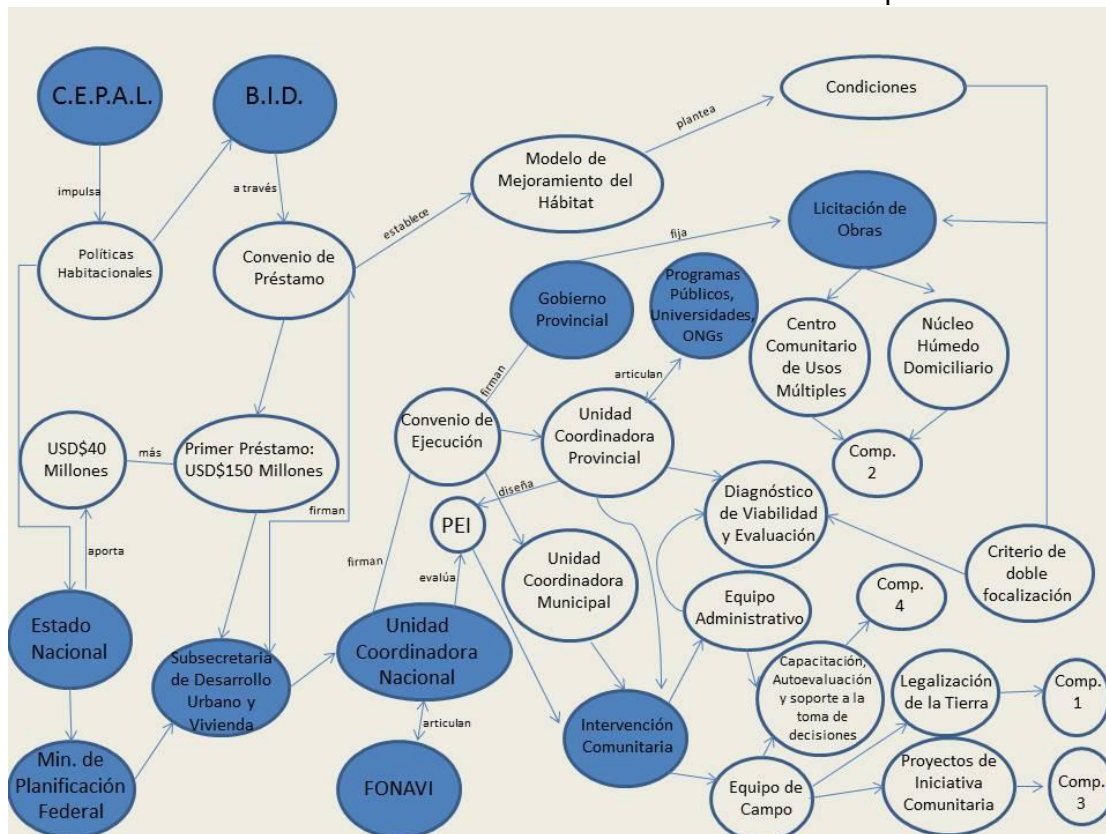 C.E.P.A.L.
B.I.D.
Condiciones
plantea
Modelo de
Mejoramiento del
Hábitat
impulsa
a través
establece
Licitación de
Obras
fija
Políticas
Habitacionales
Convenio de
Préstamo
Gobierno
Provincial
Programas
Públicos,
Universidades,
ONGs
Centro
Comunitario
de Usos
Múltiples
Núcleo
Húmedo
Domiciliario
firman
articulan
Convenio de
Ejecución
Unidad
Coordinadora
Provincial
USD$40
Millones
más
Primer Préstamo:
USD$150 Millones
Comp.
2
firman
diseña
Diagnóstico
de Viabilidad
y Evaluación
PEI
aporta
firman
evalúa
Unidad
Coordinadora
Municipal
Criterio de
doble
focalización
Equipo
Administrativo
Comp.
4
Estado
Nacional
Subsecretaria
de Desarrollo
Urbano y
Vivienda
Unidad
Coordinadora
Nacional
Capacitación,
Autoevaluación
y soporte a la
toma de
decisiones
Legalización
de la Tierra
Comp.
1
articulan
Intervención
Comunitaria
Min. de
Planificación
Federal
FONAVI
Equipo de
Campo
Proyectos de
Iniciativa
Comunitaria
Comp.
3